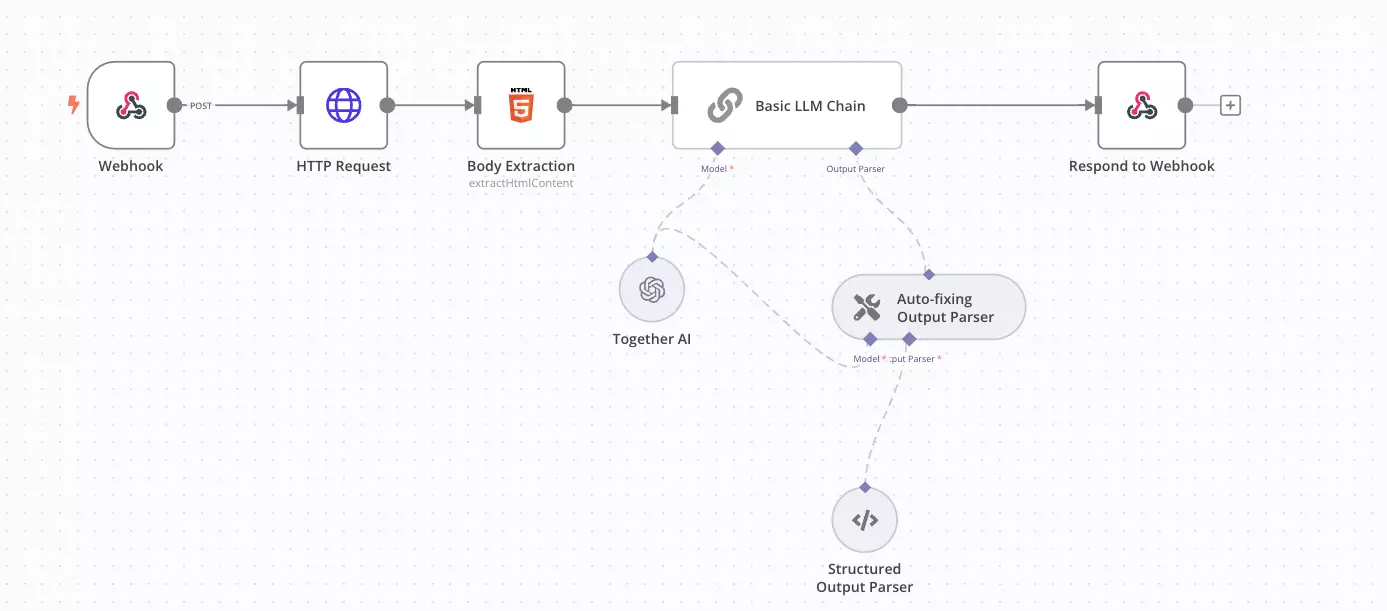 POST
Webhook
HTTP Request
HTML
5
Body Extraction
extractHtmlContent
Basic LLM Chain
Model *
Output Parser
Respond to Webhook
Together AI
Auto-fixing
Output Parser
Model * :put Parser *
</>
Structured
Output Parser